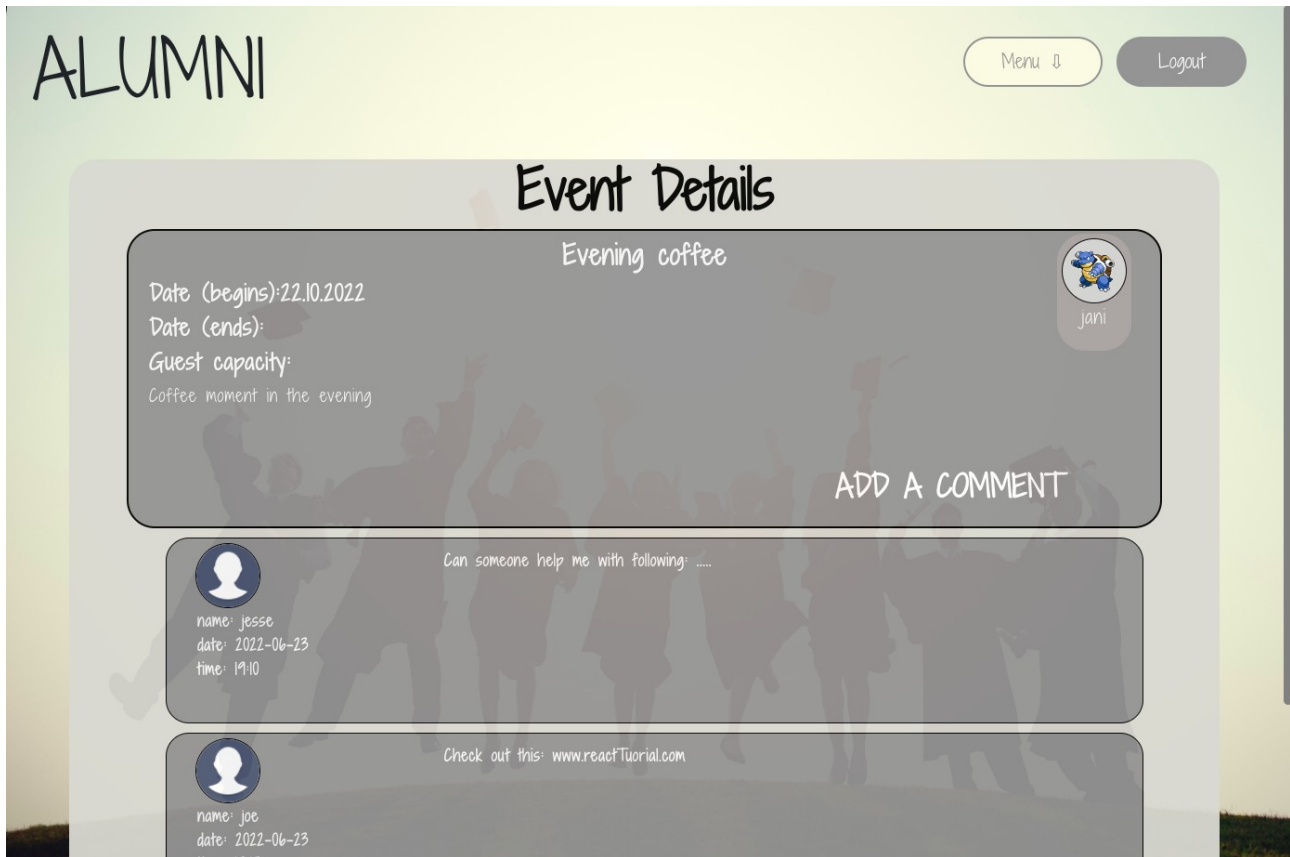 ALUMNI
Menu ⇩
Logout
Event Details
Evening coffee
jani
Date (begins):22.10.2022
Date (ends):
Guest capacity:
Coffee moment in the evening
ADD A COMMENT
Can someone help me with following: .....
name: jesse
date: 2022-06-23
time: 19:10
Check out this: www.reactTuorial.com
name: joe
date: 2022-06-23